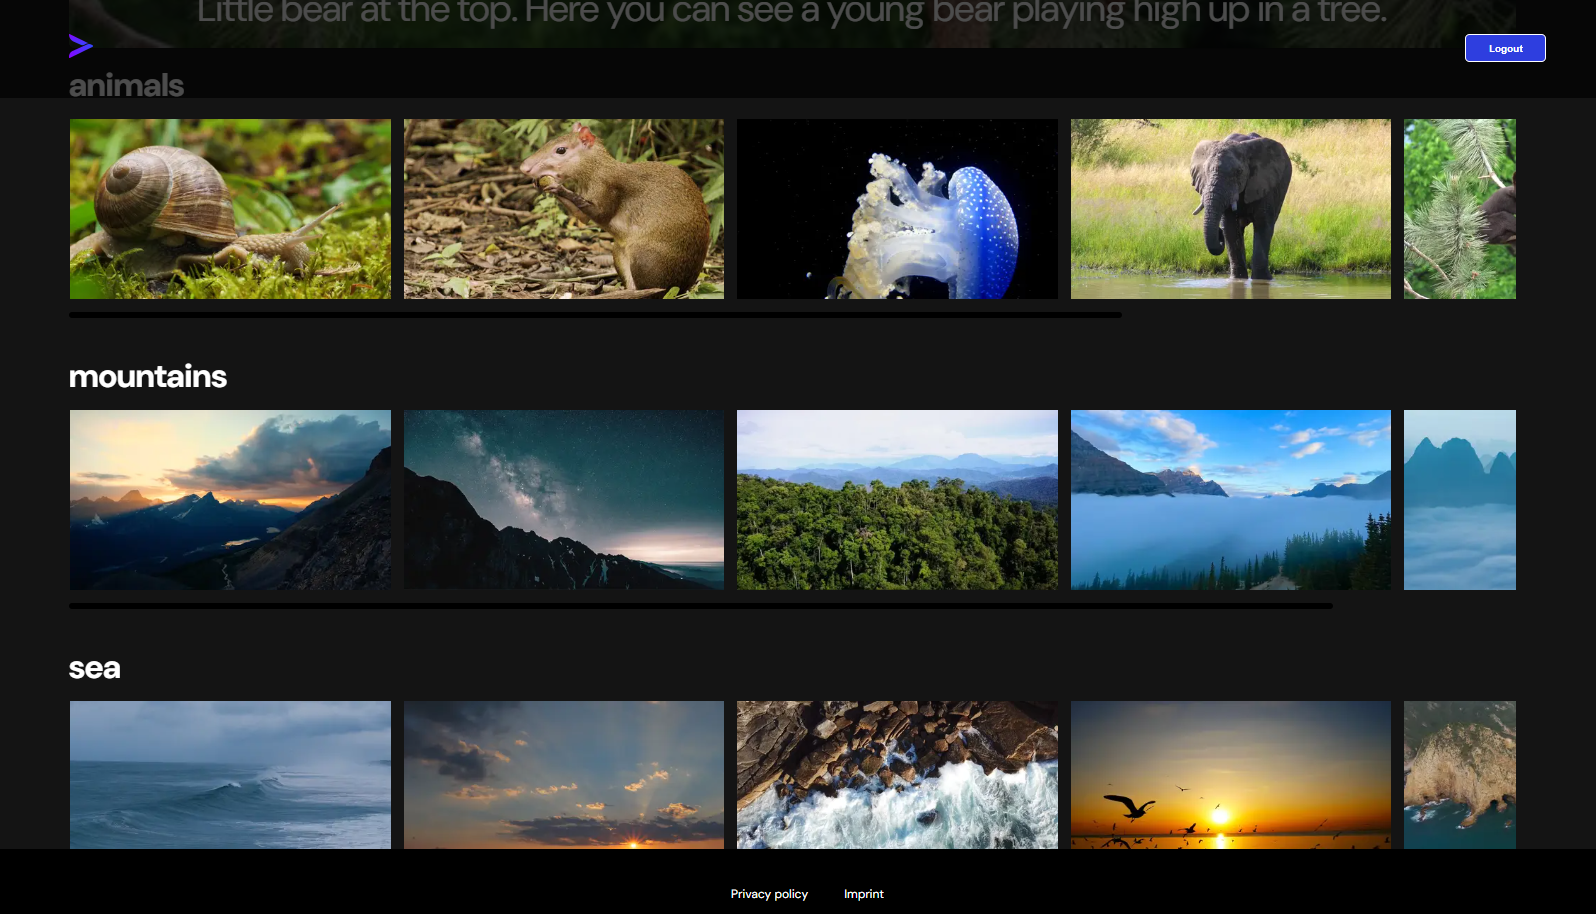 Little bear at the top. Here you can see a young bear playing high up in a tree.
Logout
animals
mountains
sea
Privacy policy
Imprint